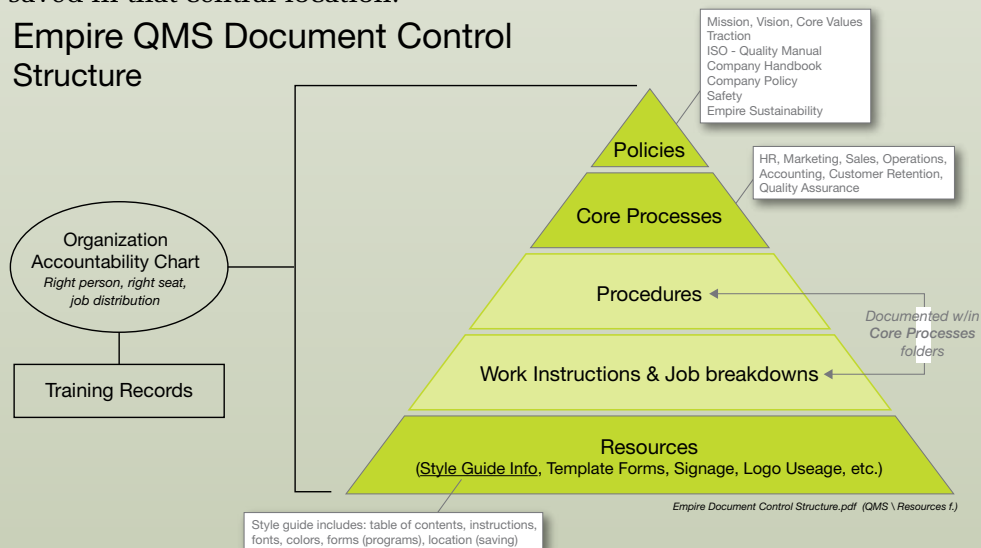 saved in that control location.
Empire QMS Document Control
Structure
Mission, Vision, Core Values
Traction
ISO - Quality Manual
Company Handbook
Company Policy
Safety
Empire Sustainability
Policies
HR, Marketing, Sales, Operations,
Accounting, Customer Retention,
Quality Assurance
Core Processes
Organization
Accountability Chart
Right person, right seat,
job distribution
Procedures
Documented w/in
Core Processes
folders
Work Instructions & Job breakdowns
Training Records
Resources
(Style Guide Info, Template Forms, Signage, Logo Useage, etc.)
Empire Document Control Structure.pdf (QMS \ Resources f.)
Style guide includes: table of contents, instructions,
fonts, colors, forms (programs), location (saving)